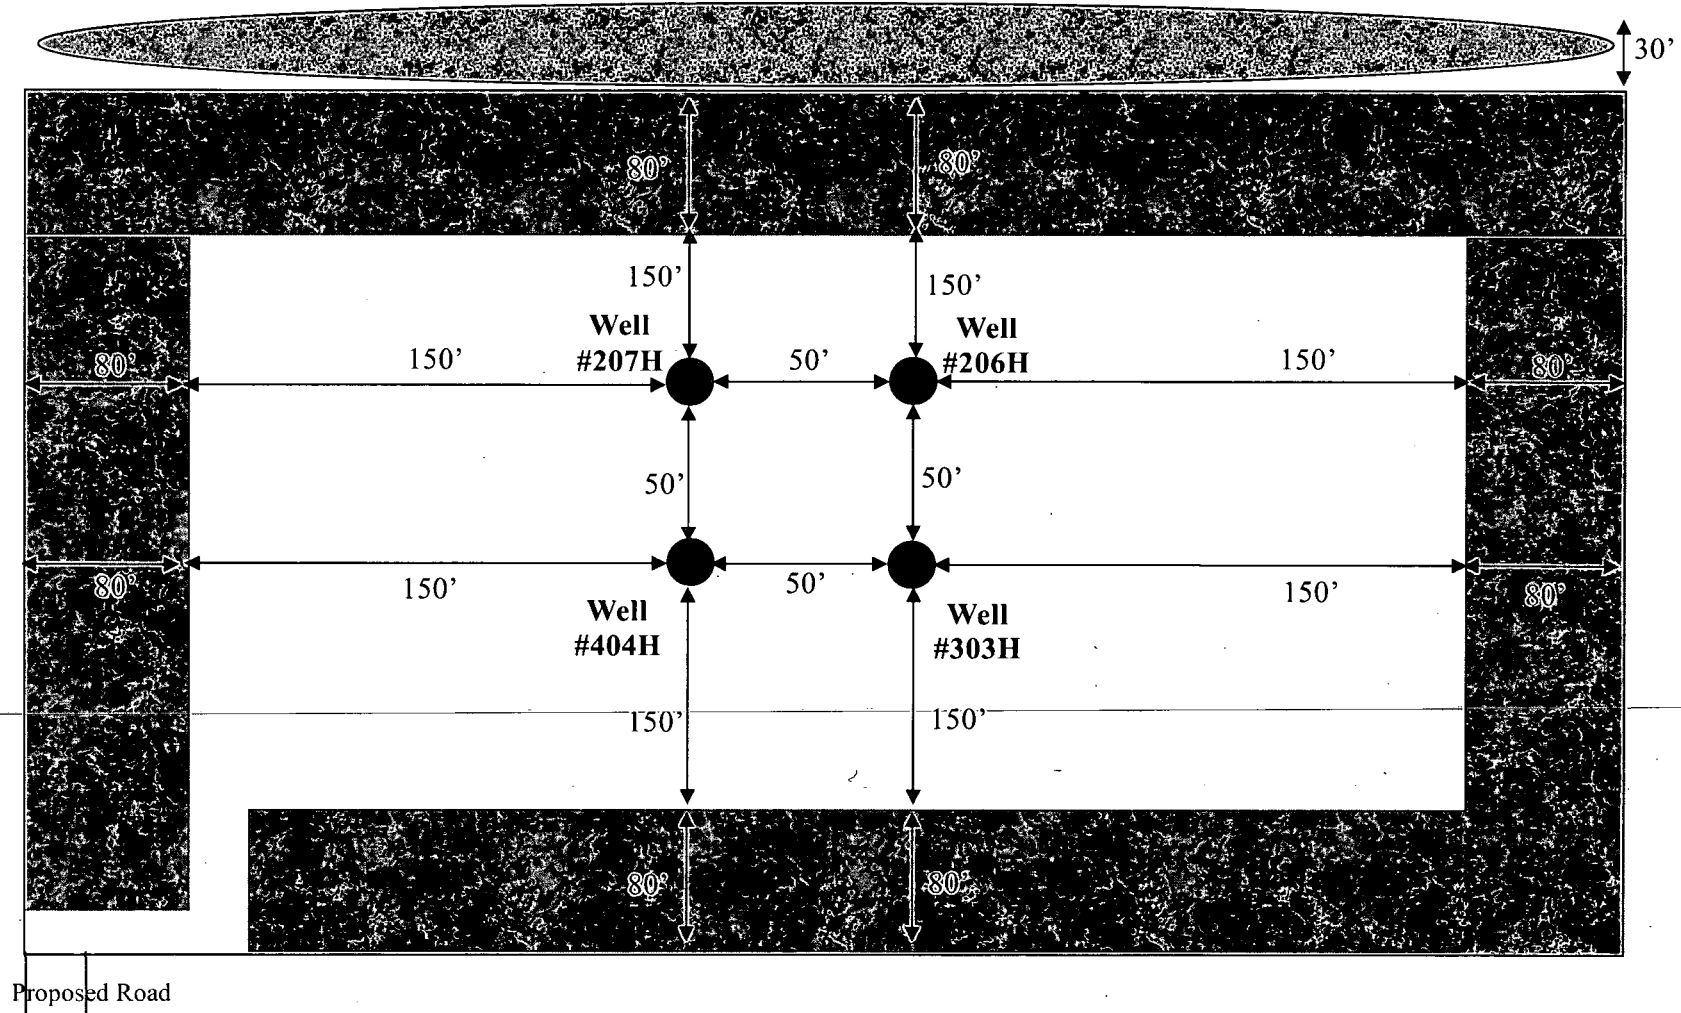 30’
80’ 80’
150’ 150’
Well Well
#207H #206H
80’ 150’ 50’ 150’ 80’
50’ 50’
80’ 150’ 50’ 150’ 80’
Well Well
#404H #303H
150’ 150’
80’ 80’
Proposed Road